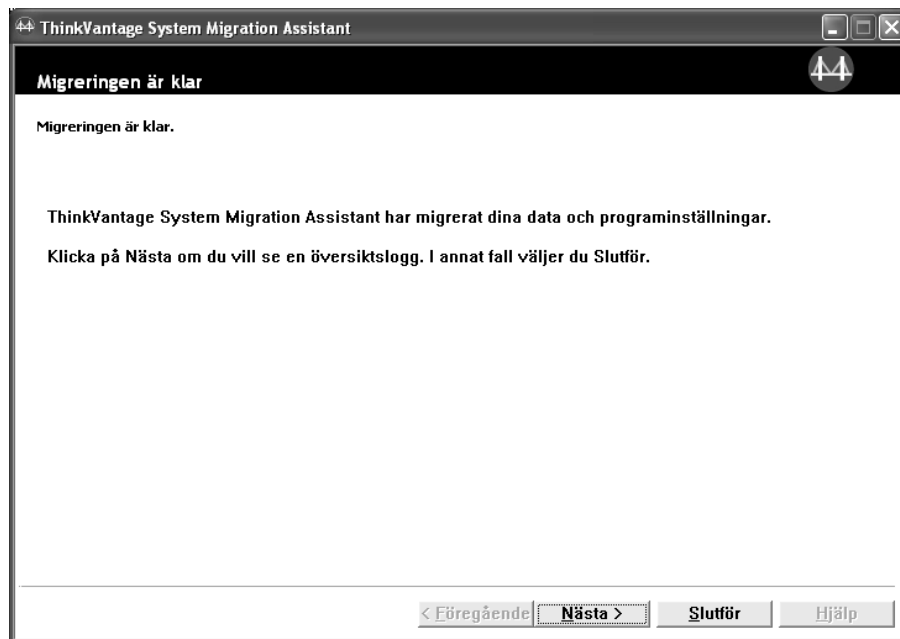 ThinkVantage System Migration Assistant
Migreringen är klar
Migreringen är klar.
ThinkVantage System Migration Assistant har migrerat dina data och programinställningar.
Klicka på Nästa om du vill se en översiktslogg. I annat fall väljer du Slutför.
< Föregående Nästa > Slutför Hjälp